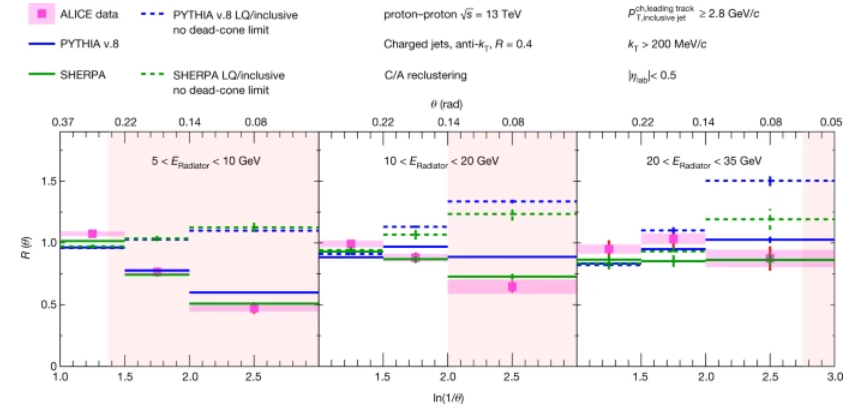 ALICE data
PYTHIA v.8 LQ/inclusive
no dead-cone limit
proton–proton √s = 13 TeV
p_{T,inclusive jet}^{ch,leading track} ≥ 2.8 GeV/c
PYTHIA v.8
Charged jets, anti-k_T, R = 0.4
k_T > 200 MeV/c
SHERPA
SHERPA LQ/inclusive
no dead-cone limit
C/A reclustering
|η_lab|< 0.5
θ (rad)
0.37 0.22 0.14 0.08 0.22 0.14 0.08 0.22 0.14 0.08 0.05
5 < E_Radiator < 10 GeV
10 < E_Radiator < 20 GeV
20 < E_Radiator < 35 GeV
1.5
1.0
0.5
0
R (θ)
1.0 1.5 2.0 2.5 1.5 2.0 2.5 1.5 2.0 2.5 3.0
ln(1/θ)